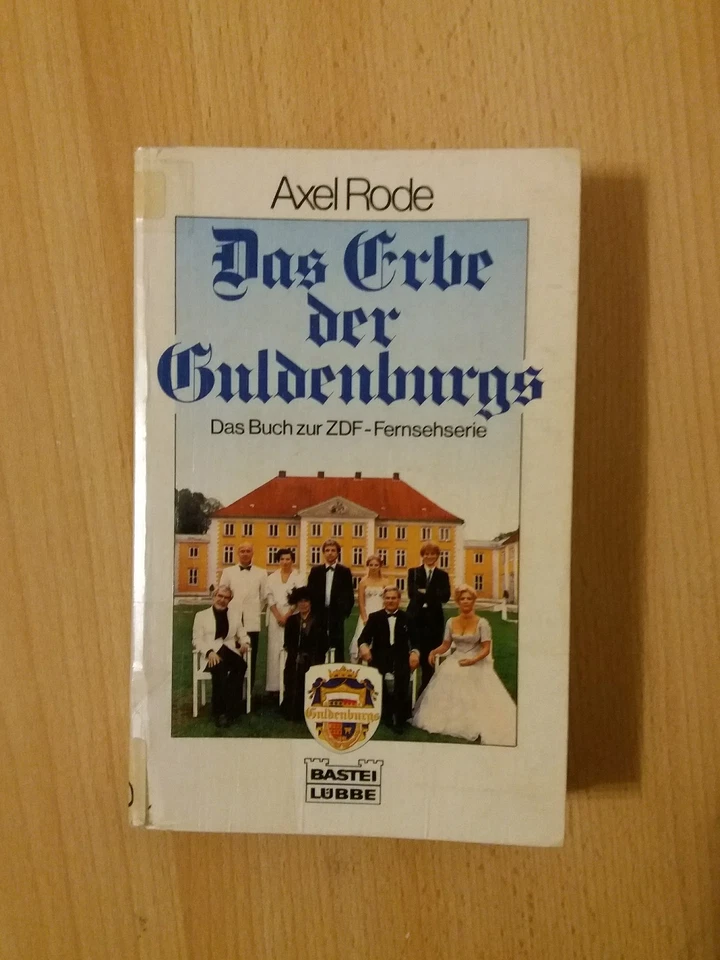 Axel Rode
Das Erbe
der
Guldenburgs
Das Buch zur ZDF-Fernsehserie
Guldenburgs
BASTEI
LÜBBE